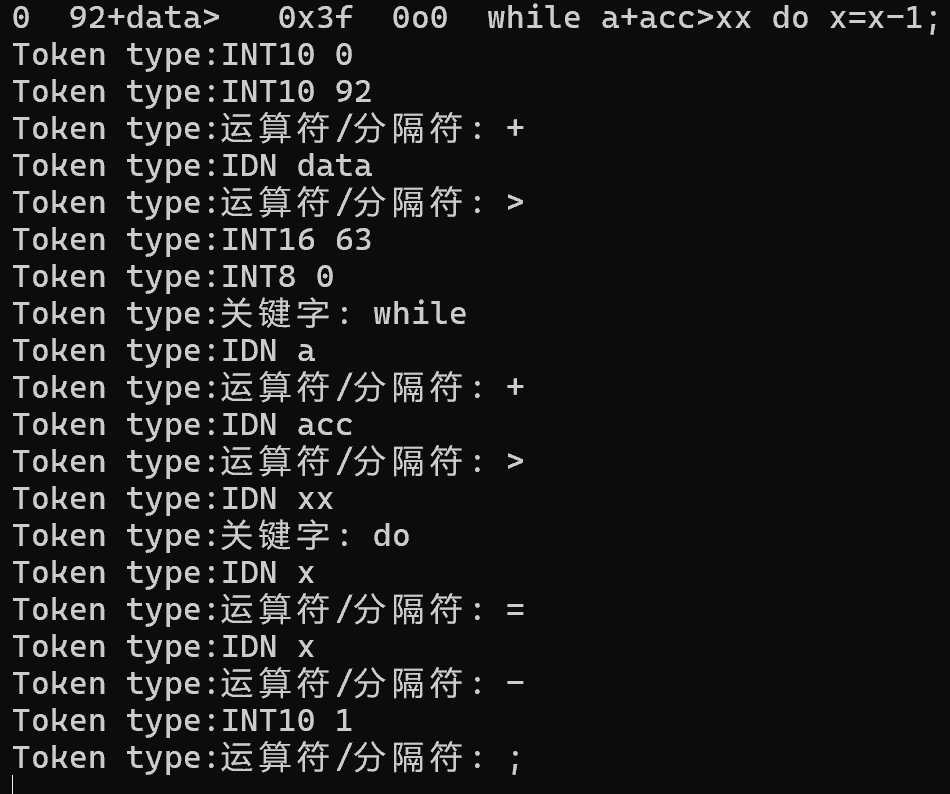 0  92+data>   0x3f  0o0  while a+acc>xx do x=x-1;
Token type:INT10 0
Token type:INT10 92
Token type:运算符/分隔符: +
Token type:IDN data
Token type:运算符/分隔符: >
Token type:INT16 63
Token type:INT8 0
Token type:关键字: while
Token type:IDN a
Token type:运算符/分隔符: +
Token type:IDN acc
Token type:运算符/分隔符: >
Token type:IDN xx
Token type:关键字: do
Token type:IDN x
Token type:运算符/分隔符: =
Token type:IDN x
Token type:运算符/分隔符: -
Token type:INT10 1
Token type:运算符/分隔符: ;